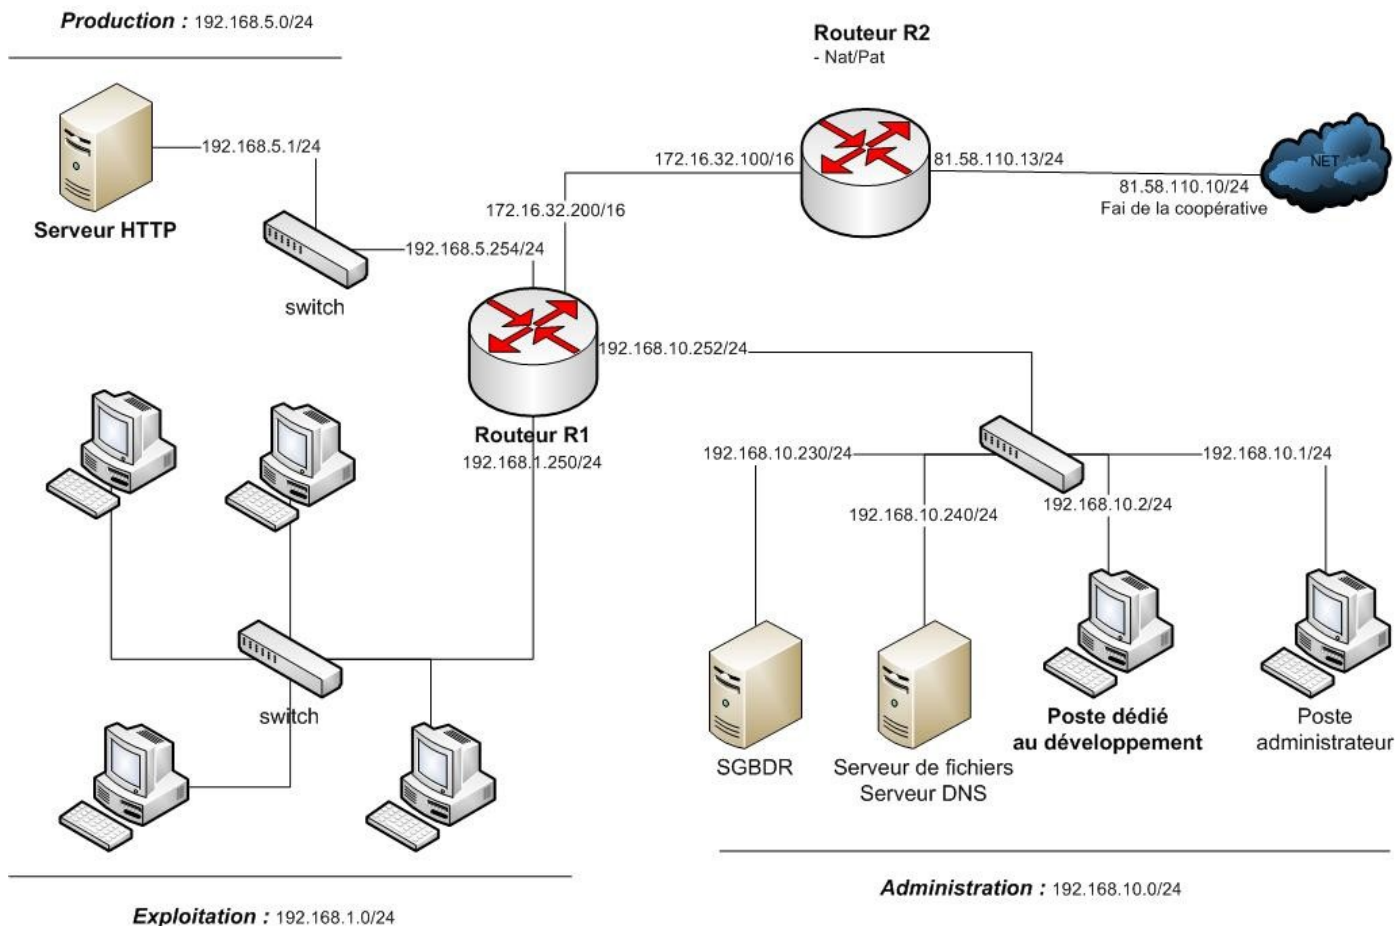 Production : 192.168.5.0/24
Routeur R2
- Nat/Pat
192.168.5.1/24
172.16.32.100/16
81.58.110.13/24
NET
81.58.110.10/24
Fai de la coopérative
Serveur HTTP
172.16.32.200/16
192.168.5.254/24
switch
192.168.10.252/24
Routeur R1
192.168.1.250/24
192.168.10.230/24
192.168.10.1/24
192.168.10.240/24
192.168.10.2/24
switch
SGBDR
Serveur de fichiers
Serveur DNS
Poste dédié
au développement
Poste
administrateur
Administration : 192.168.10.0/24
Exploitation : 192.168.1.0/24